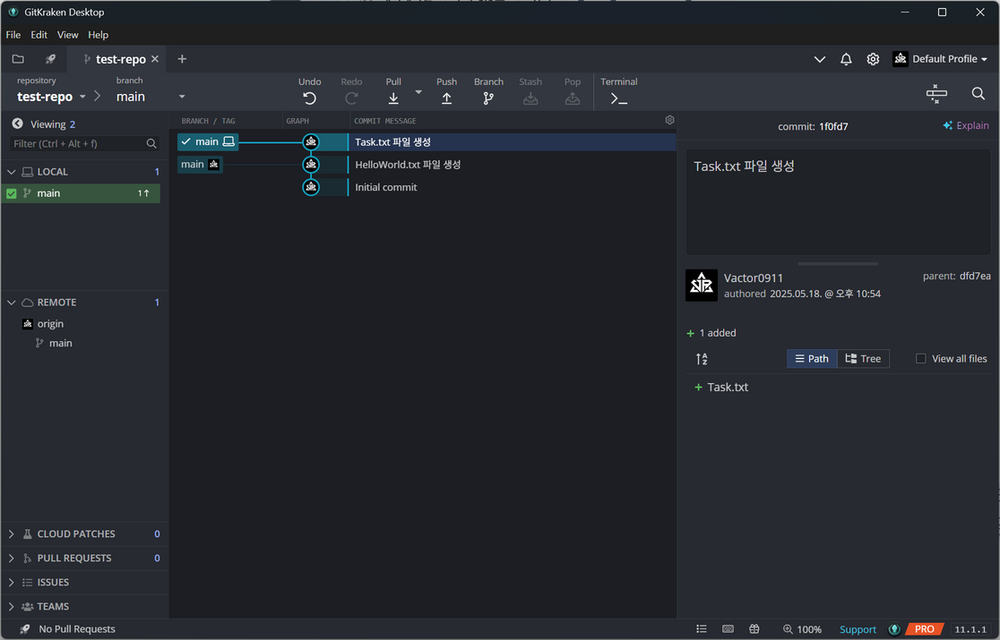 GitKraken Desktop
File Edit View Help
test-repo
Default Profile
repository
test-repo
branch
main
Undo
Redo
Pull
Push
Branch
Stash
Pop
Terminal
Viewing 2
Filter (Ctrl + Alt + f)
LOCAL 1
main 1↑
REMOTE 1
origin
main
CLOUD PATCHES 0
PULL REQUESTS 0
ISSUES
TEAMS
BRANCH / TAG GRAPH COMMIT MESSAGE
main Task.txt 파일 생성
main HelloWorld.txt 파일 생성
Initial commit
commit: 1f0fd7 Explain
Task.txt 파일 생성
Vactor0911 parent: dfd7ea
authored 2025.05.18. @ 오후 10:54
+ 1 added
Path Tree View all files
+ Task.txt
No Pull Requests 100% Support PRO 11.1.1